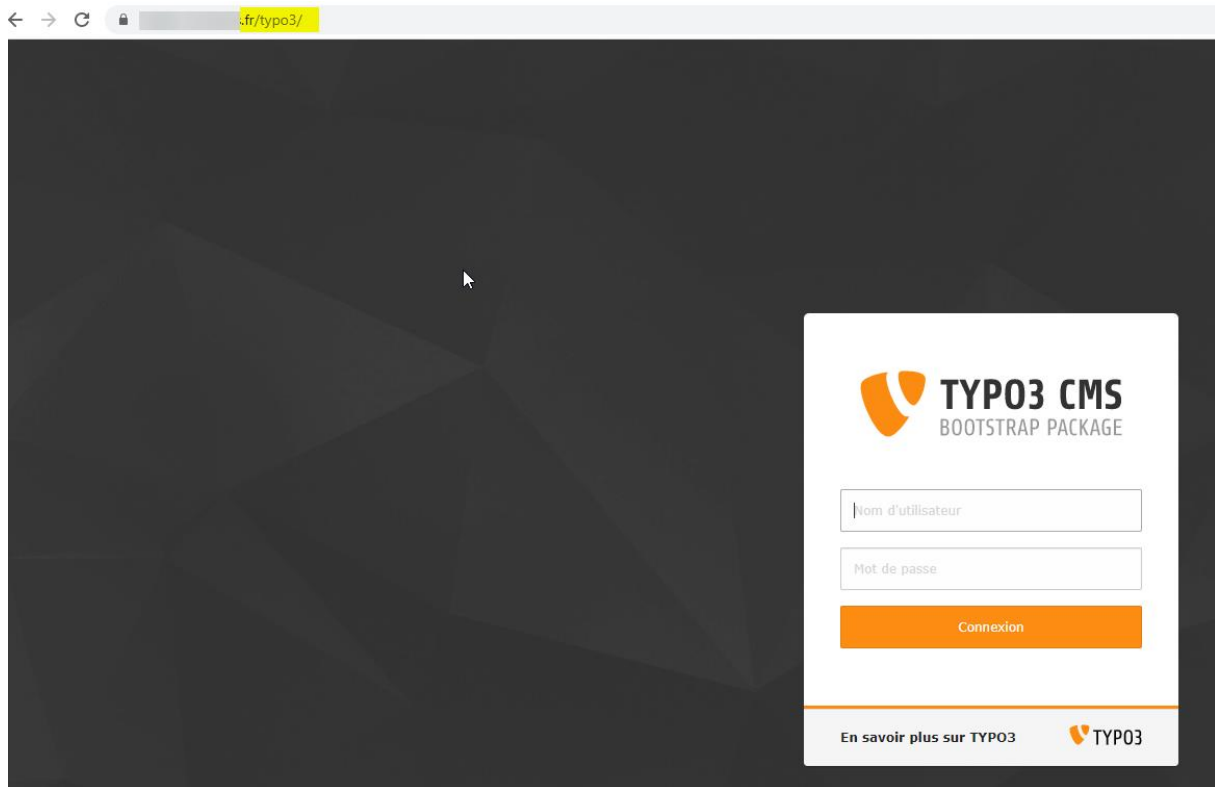 .fr/typo3/
TYPO3 CMS
BOOTSTRAP PACKAGE
Nom d'utilisateur
Mot de passe
Connexion
En savoir plus sur TYPO3
TYPO3